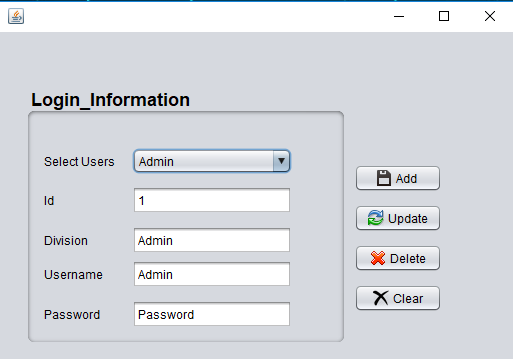 Login_Information
Select Users Admin
Id 1
Division Admin
Username Admin
Password Password
Add
Update
Delete
Clear